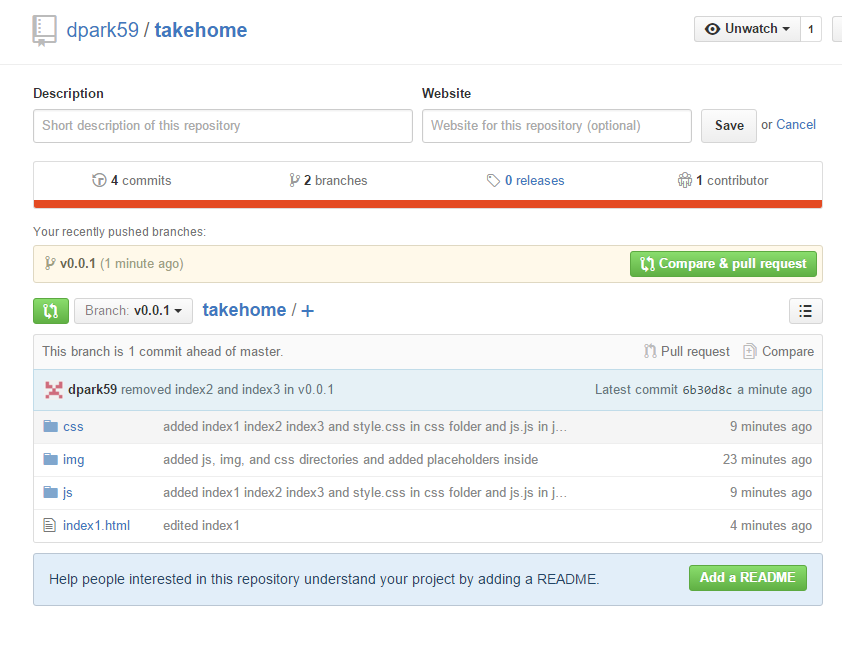 dpark59 / takehome
Unwatch 1
Description
Website
Short description of this repository
Website for this repository (optional)
Save or Cancel
4 commits
2 branches
0 releases
1 contributor
Your recently pushed branches:
v0.0.1 (1 minute ago)
Compare & pull request
Branch: v0.0.1
takehome / +
This branch is 1 commit ahead of master.
Pull request
Compare
dpark59 removed index2 and index3 in v0.0.1
Latest commit 6b30d8c a minute ago
css added index1 index2 index3 and style.css in css folder and js.js in j… 9 minutes ago
img added js, img, and css directories and added placeholders inside 23 minutes ago
js added index1 index2 index3 and style.css in css folder and js.js in j… 9 minutes ago
index1.html edited index1 4 minutes ago
Help people interested in this repository understand your project by adding a README.
Add a README